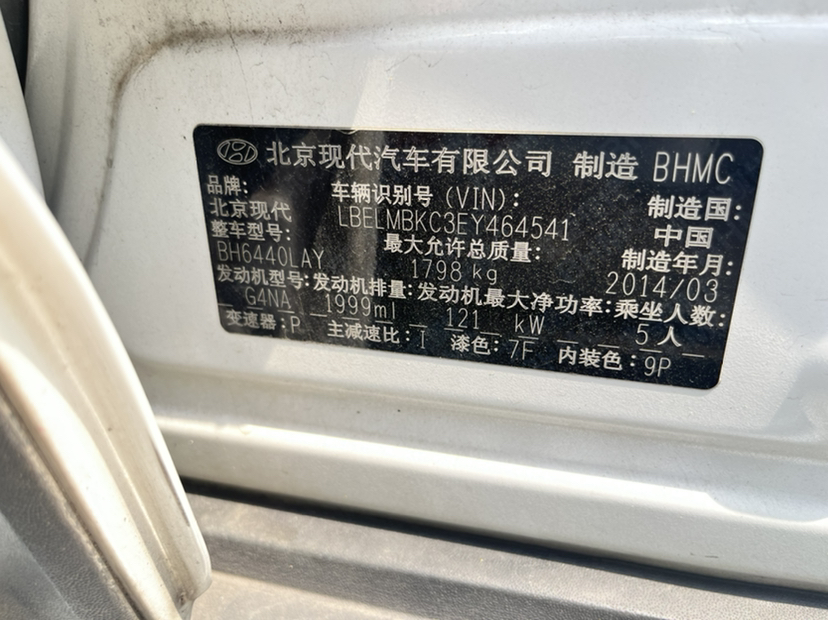 北京现代汽车有限公司 制造 BHMC
品牌: 车辆识别号 (VIN): 制造国:
北京现代 LBELMBKC3EY464541 中国
整车型号: 最大允许总质量: 制造年月:
BH6440LAY 1798 kg 2014/03
发动机型号: 发动机排量: 发动机最大净功率: 乘坐人数:
G4NA 1999ml 121 kW 5 人
变速器: P 主减速比: I 漆色: 7F 内装色: 9P